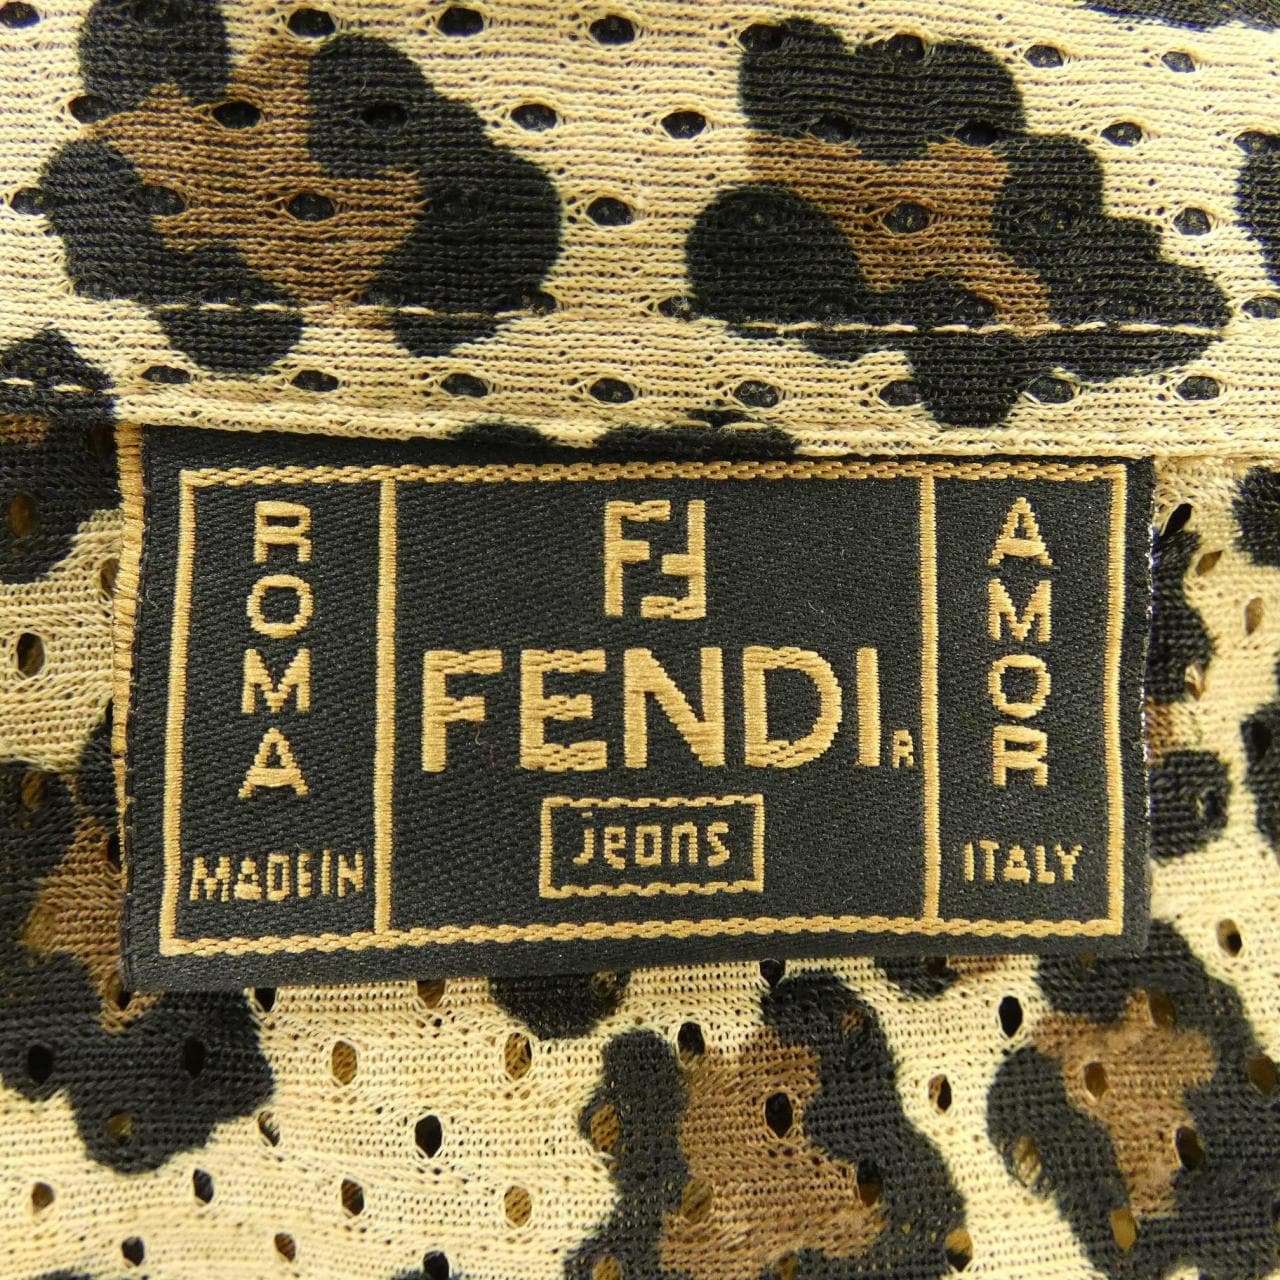 ROMA
MADE IN
FF
FENDI R
jeans
AMOR
ITALY